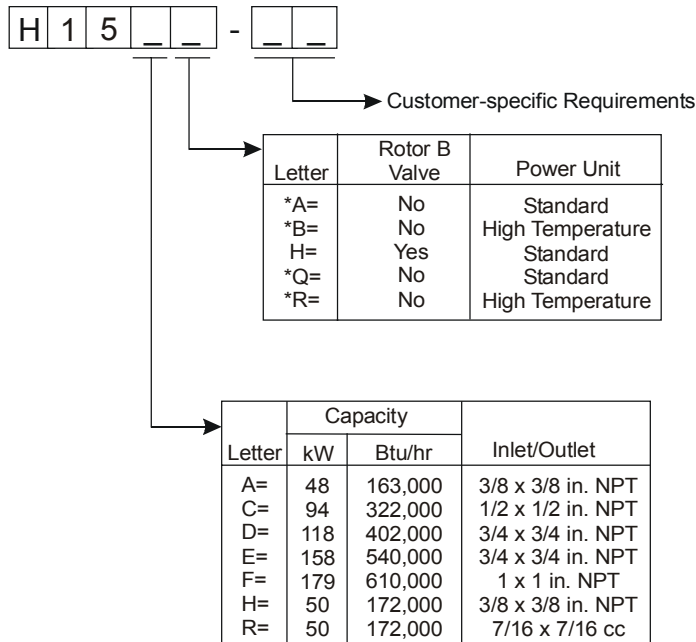 H 1 5 _ _ - _ _
Customer-specific Requirements
Letter Rotor B Valve Power Unit
*A= No Standard
*B= No High Temperature
H= Yes Standard
*Q= No Standard
*R= No High Temperature
Capacity
Letter kW Btu/hr Inlet/Outlet
A= 48 163,000 3/8 x 3/8 in. NPT
C= 94 322,000 1/2 x 1/2 in. NPT
D= 118 402,000 3/4 x 3/4 in. NPT
E= 158 540,000 3/4 x 3/4 in. NPT
F= 179 610,000 1 x 1 in. NPT
H= 50 172,000 3/8 x 3/8 in. NPT
R= 50 172,000 7/16 x 7/16 cc